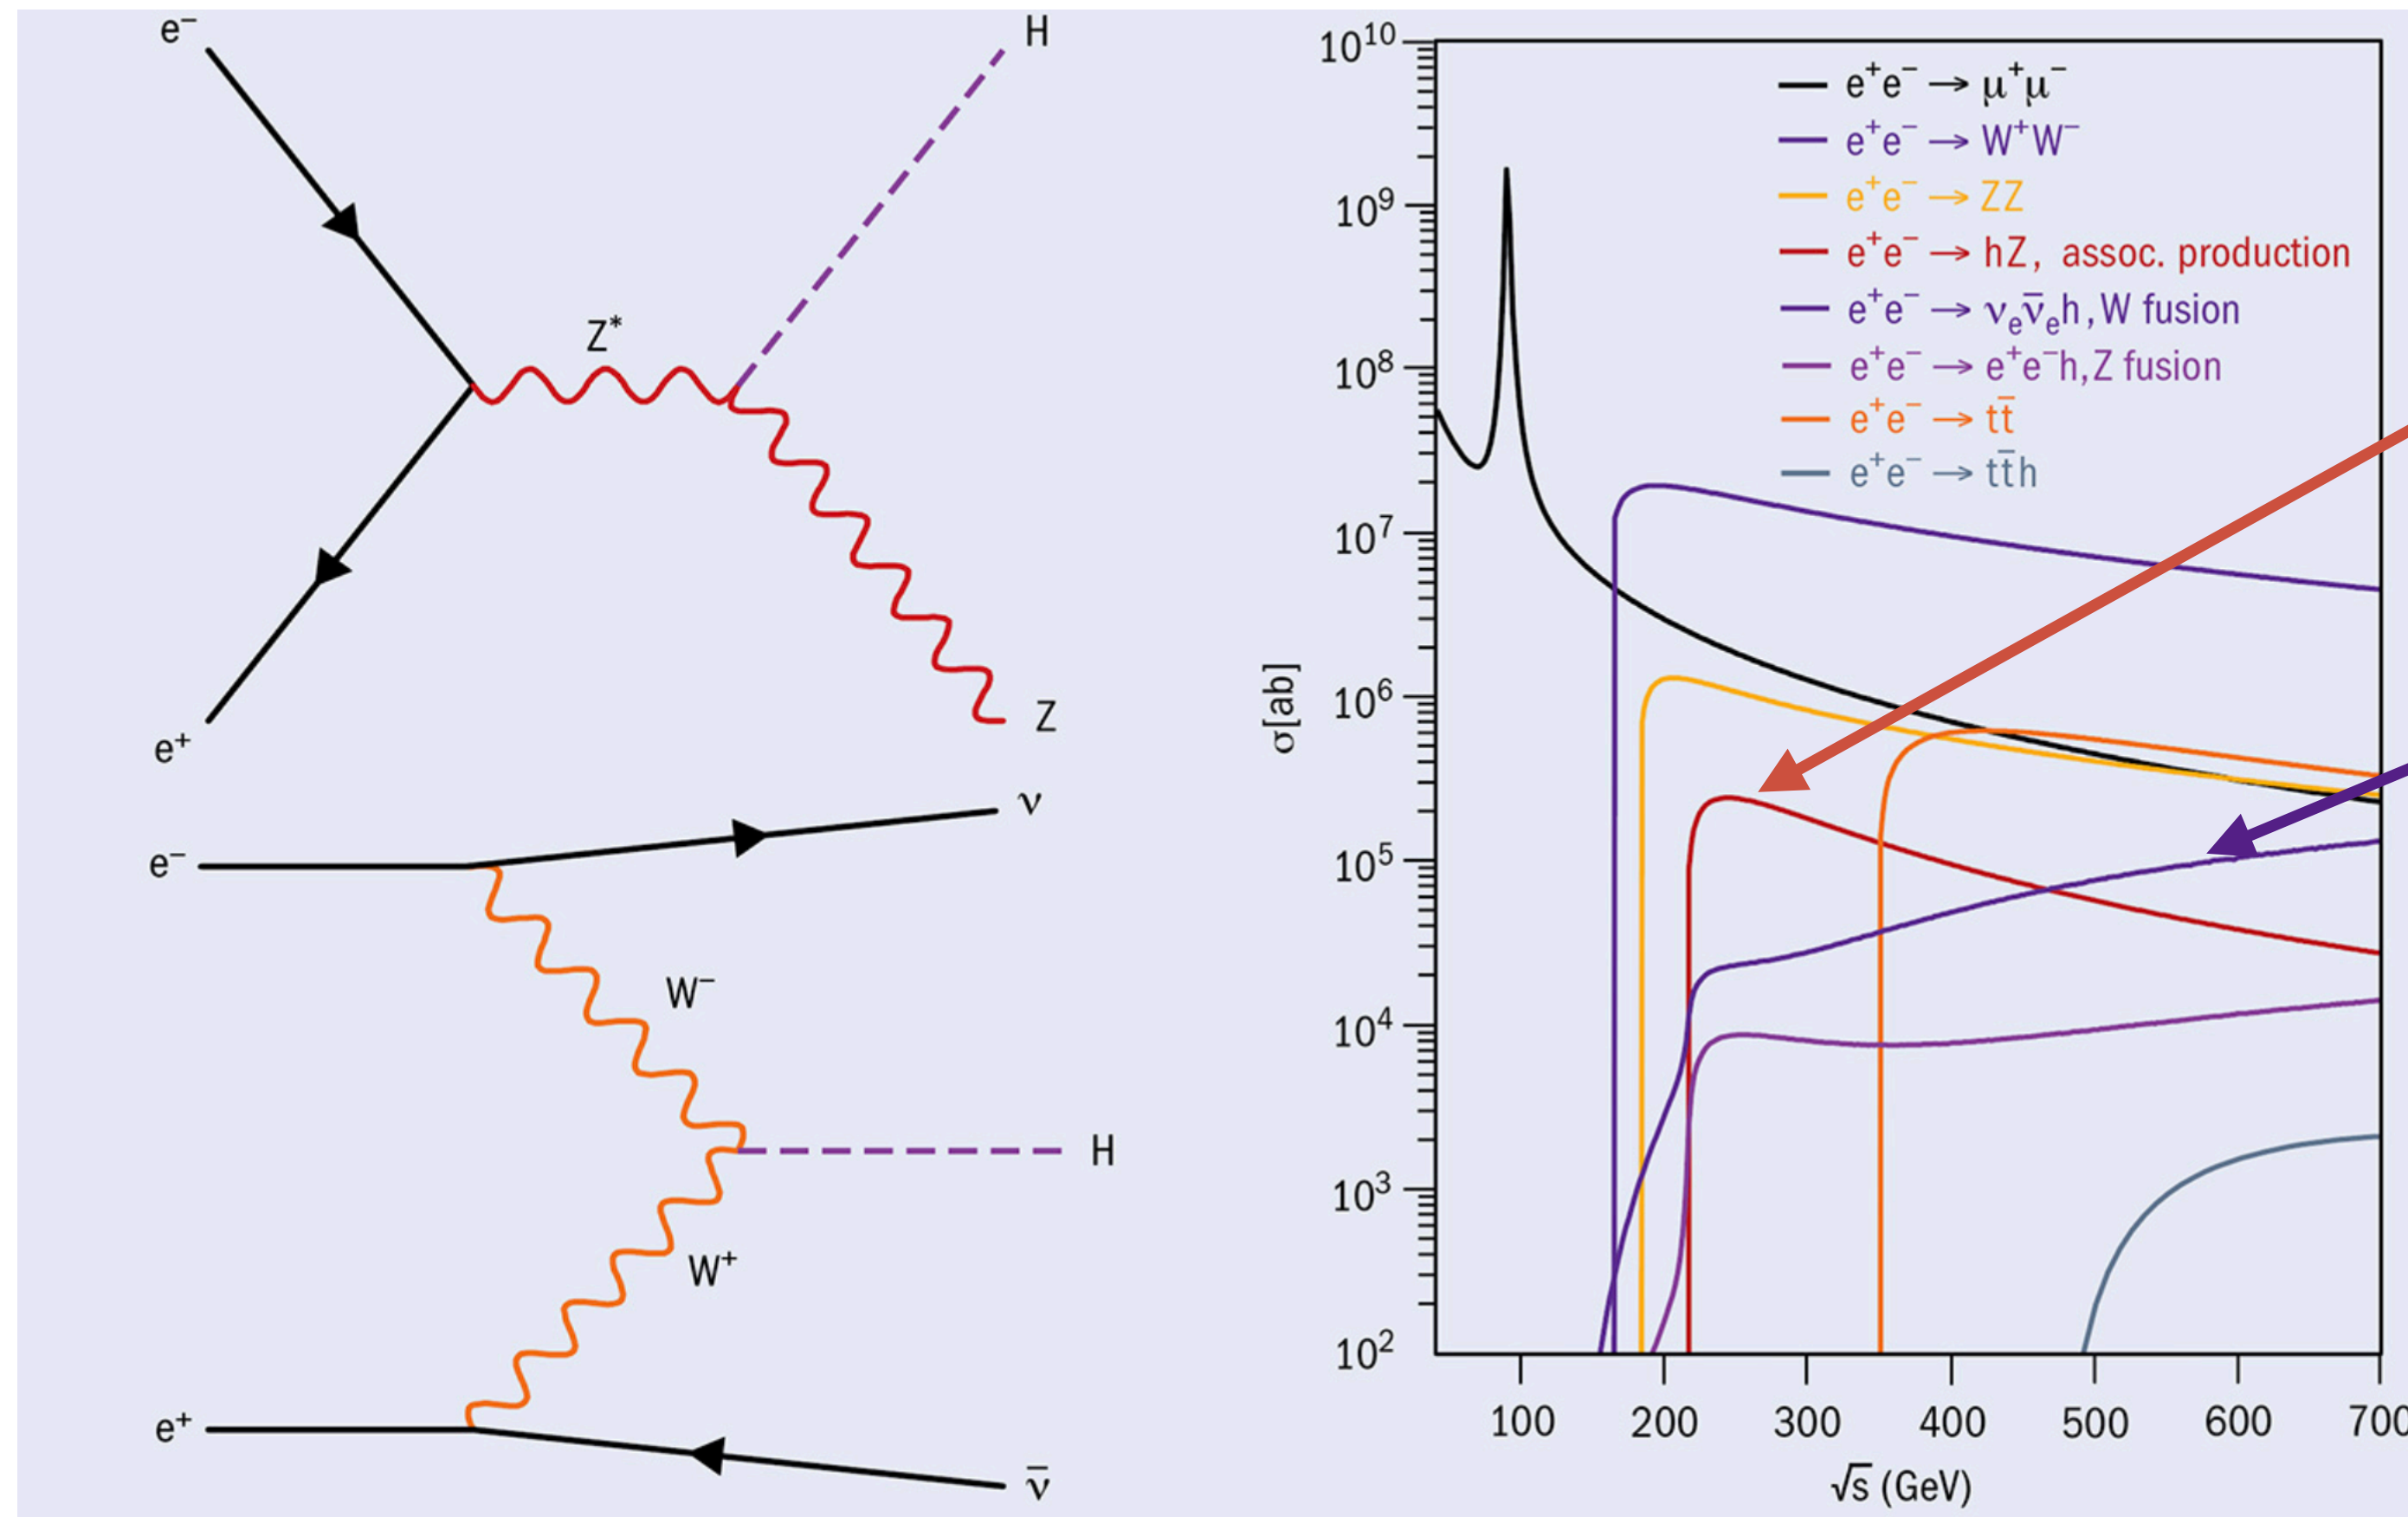 e⁻
H
Z*
Z
e⁺
ν
e⁻
W⁻
H
W⁺
e⁺
ν̄
10¹⁰
10⁹
10⁸
10⁷
10⁶
10⁵
10⁴
10³
10²
σ[ab]
e⁺e⁻ → μ⁺μ⁻
e⁺e⁻ → W⁺W⁻
e⁺e⁻ → ZZ
e⁺e⁻ → hZ, assoc. production
e⁺e⁻ → νₑν̄ₑh, W fusion
e⁺e⁻ → e⁺e⁻h, Z fusion
e⁺e⁻ → tt̄
e⁺e⁻ → tt̄h
100 200 300 400 500 600 700
√s (GeV)